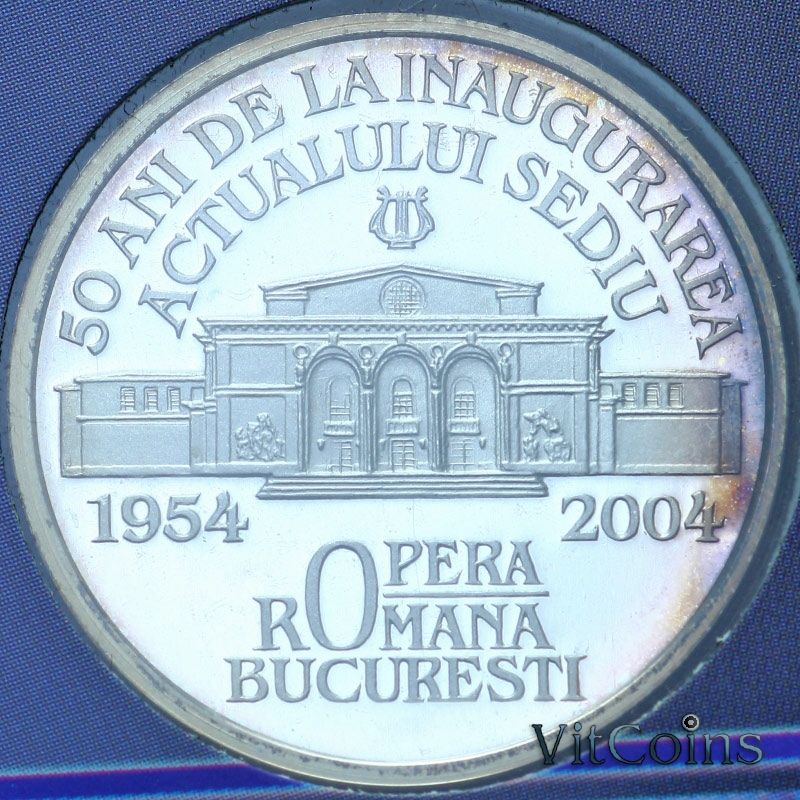 50 ANI DE LA INAUGURAREA
ACTUALULUI SEDIU
1954 2004
OPERA
ROMANA
BUCURESTI
VitCoins